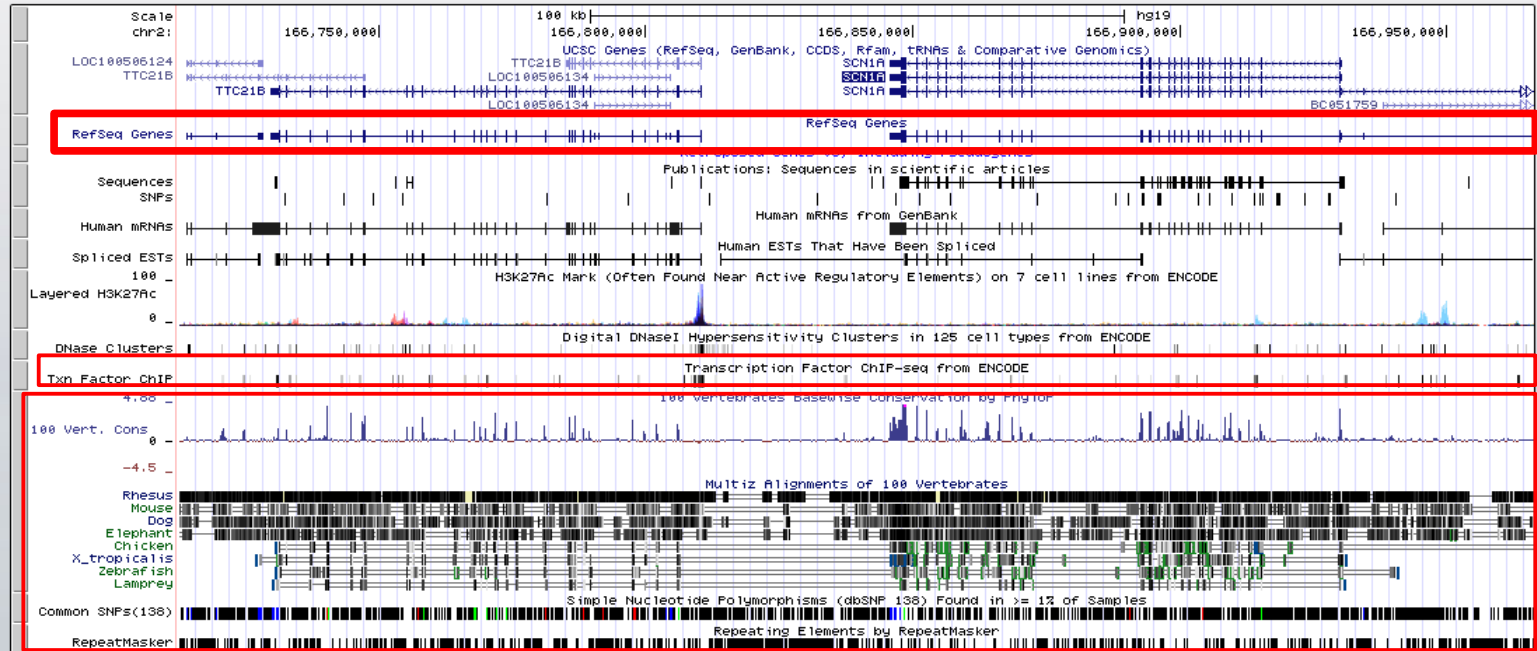 Scale 100 kb hg19
chr2: 166,750,000 166,800,000 166,850,000 166,900,000 166,950,000
UCSC Genes (RefSeq, GenBank, CCDS, Rfam, tRNAs & Comparative Genomics)
LOC100506124 TTC21B SCN1A
TTC21B LOC100506134 SCN1A
TTC21B SCN1A
LOC100506134 BC051759
RefSeq Genes
RefSeq Genes
Publications: Sequences in scientific articles
Sequences
SNPs
Human mRNAs from GenBank
Human mRNAs
Human ESTs That Have Been Spliced
Spliced ESTs
H3K27Ac Mark (Often Found Near Active Regulatory Elements) on 7 cell lines from ENCODE
100 _
Layered H3K27Ac
0 _
Digital DNaseI Hypersensitivity Clusters in 125 cell types from ENCODE
DNase Clusters
Transcription Factor ChIP-seq from ENCODE
Txn Factor ChIP
100 Vertebrates Basewise Conservation by PhyloP
4.88 _
100 Vert. Cons
0 _
-4.5 _
Multiz Alignments of 100 Vertebrates
Rhesus
Mouse
Dog
Elephant
Chicken
X_tropicalis
Zebrafish
Lamprey
Simple Nucleotide Polymorphisms (dbSNP 138) Found in >= 1% of Samples
Common SNPs(138)
Repeating Elements by RepeatMasker
RepeatMasker